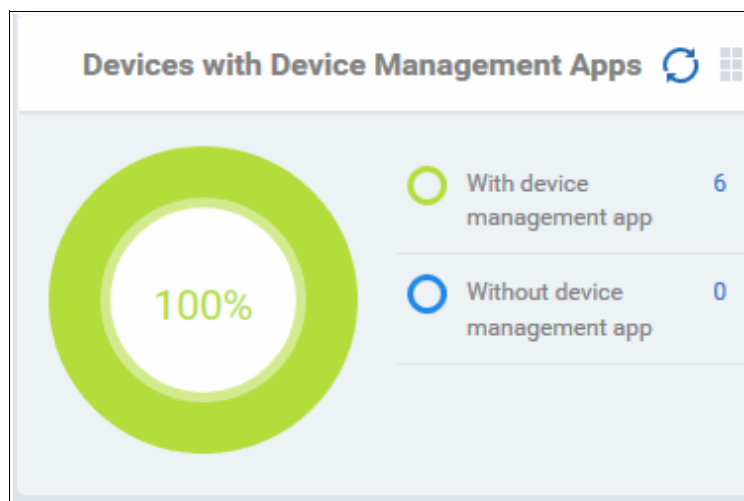 Devices with Device Management Apps
100%
With device
management app
6
Without device
management app
0